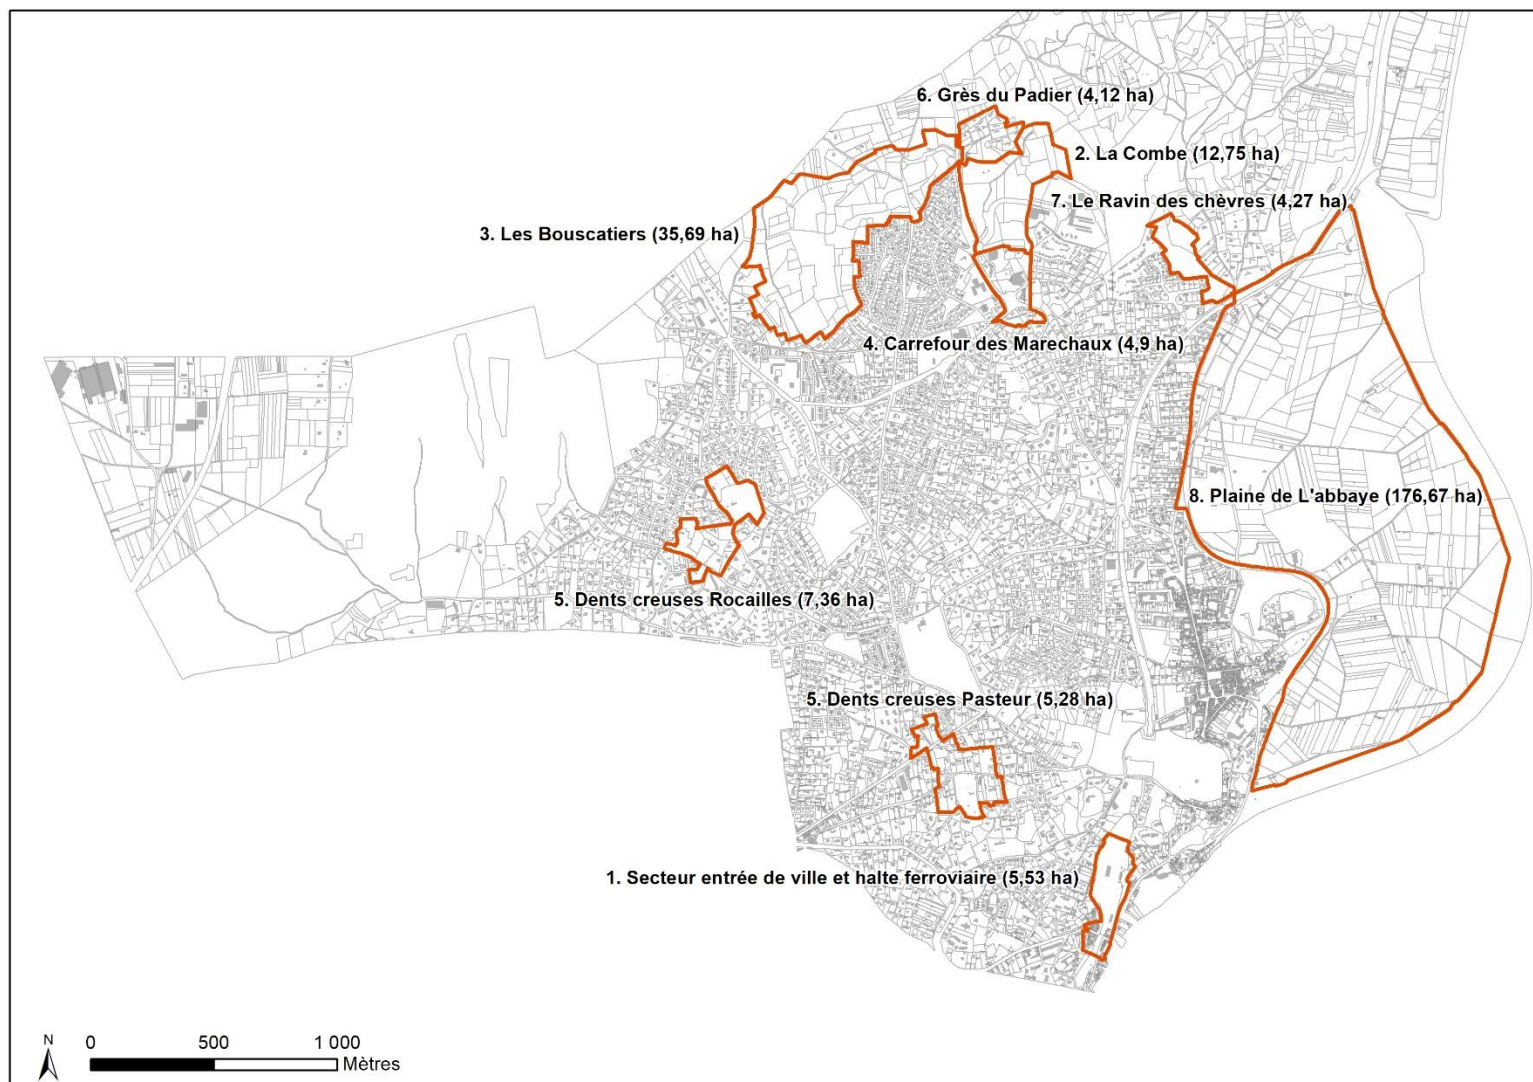 6. Grès du Padier (4,12 ha)
2. La Combe (12,75 ha)
7. Le Ravin des chèvres (4,27 ha)
3. Les Bouscatiers (35,69 ha)
4. Carrefour des Marechaux (4,9 ha)
8. Plaine de L'abbaye (176,67 ha)
5. Dents creuses Rocailles (7,36 ha)
5. Dents creuses Pasteur (5,28 ha)
1. Secteur entrée de ville et halte ferroviaire (5,53 ha)
N
0 500 1 000
Mètres